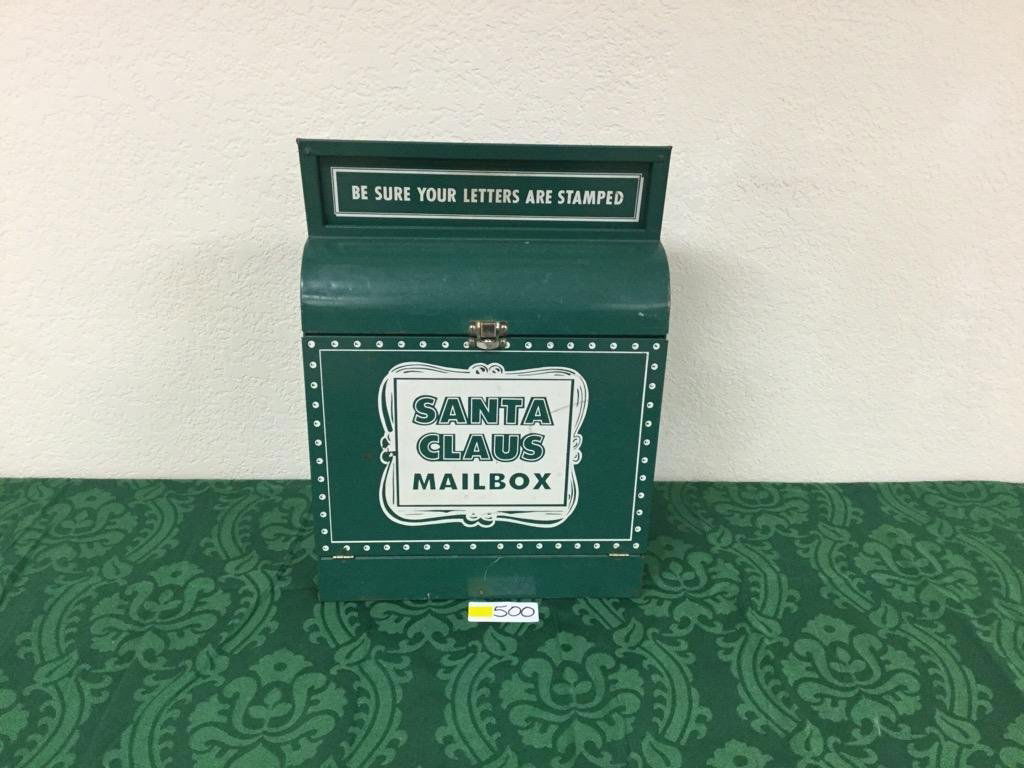 BE SURE YOUR LETTERS ARE STAMPED
SANTA
CLAUS
MAILBOX
500